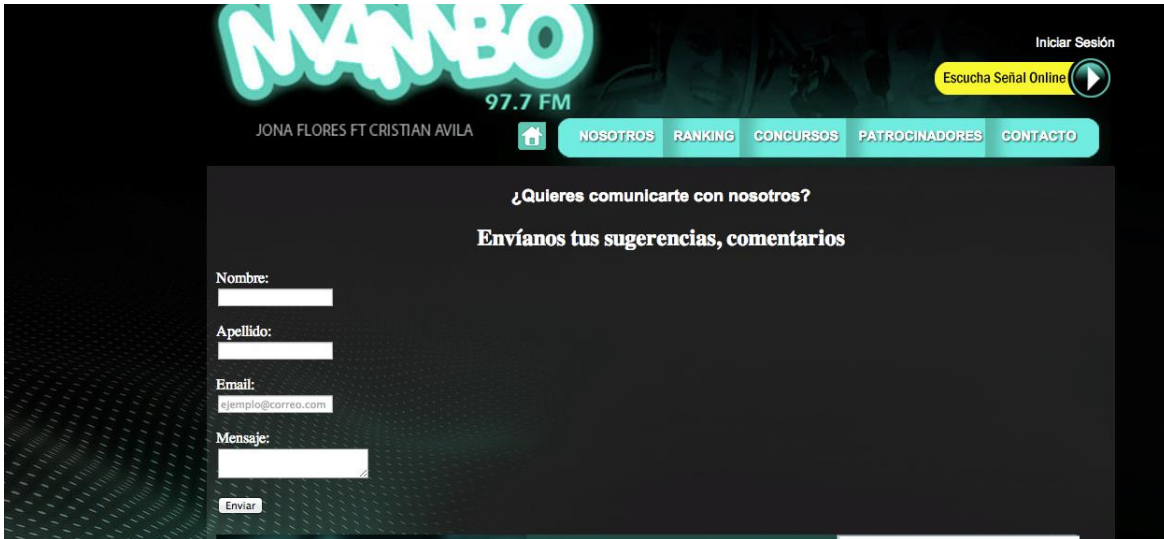 MAMBO
97.7 FM
Iniciar Sesión
Escucha Señal Online
JONA FLORES FT CRISTIAN AVILA
NOSOTROS RANKING CONCURSOS PATROCINADORES CONTACTO
¿Quieres comunicarte con nosotros?
Envíanos tus sugerencias, comentarios
Nombre:
Apellido:
Email:
ejemplo@correo.com
Mensaje:
Enviar